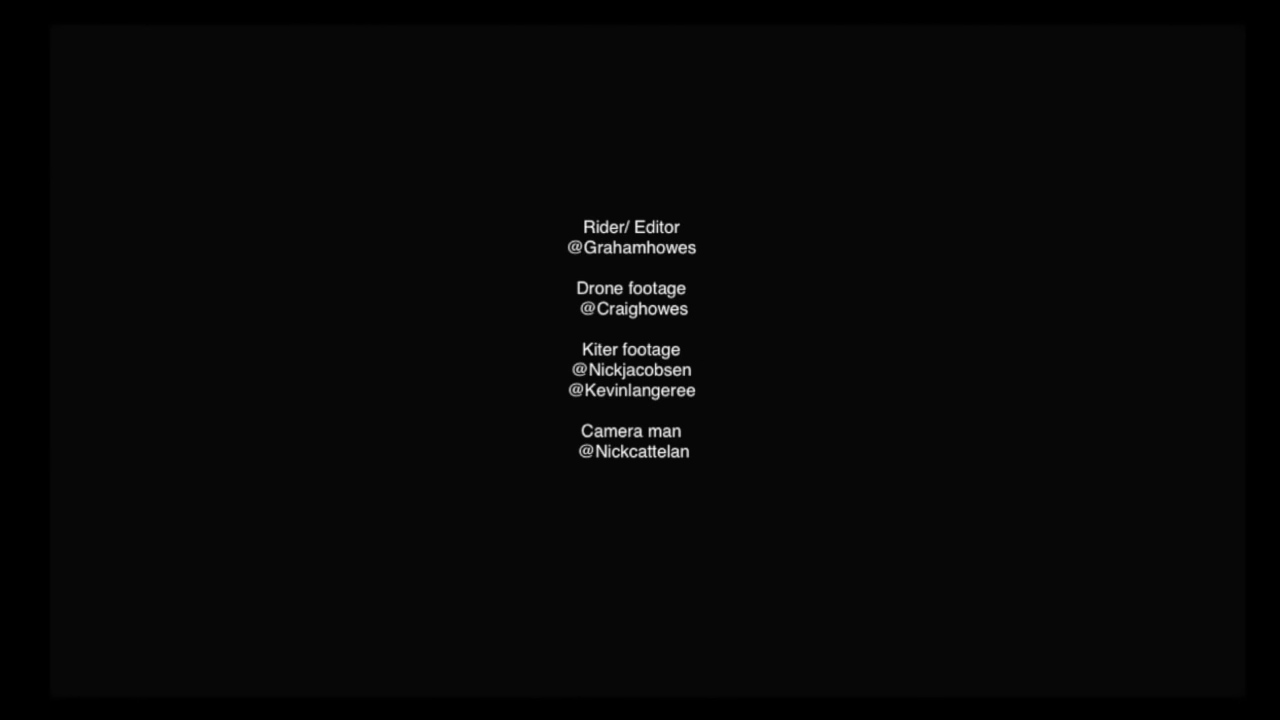 Rider/ Editor
@Grahamhowes
Drone footage
@Craighowes
Kiter footage
@Nickjacobsen
@Kevinlangeree
Camera man
@Nickcattelan